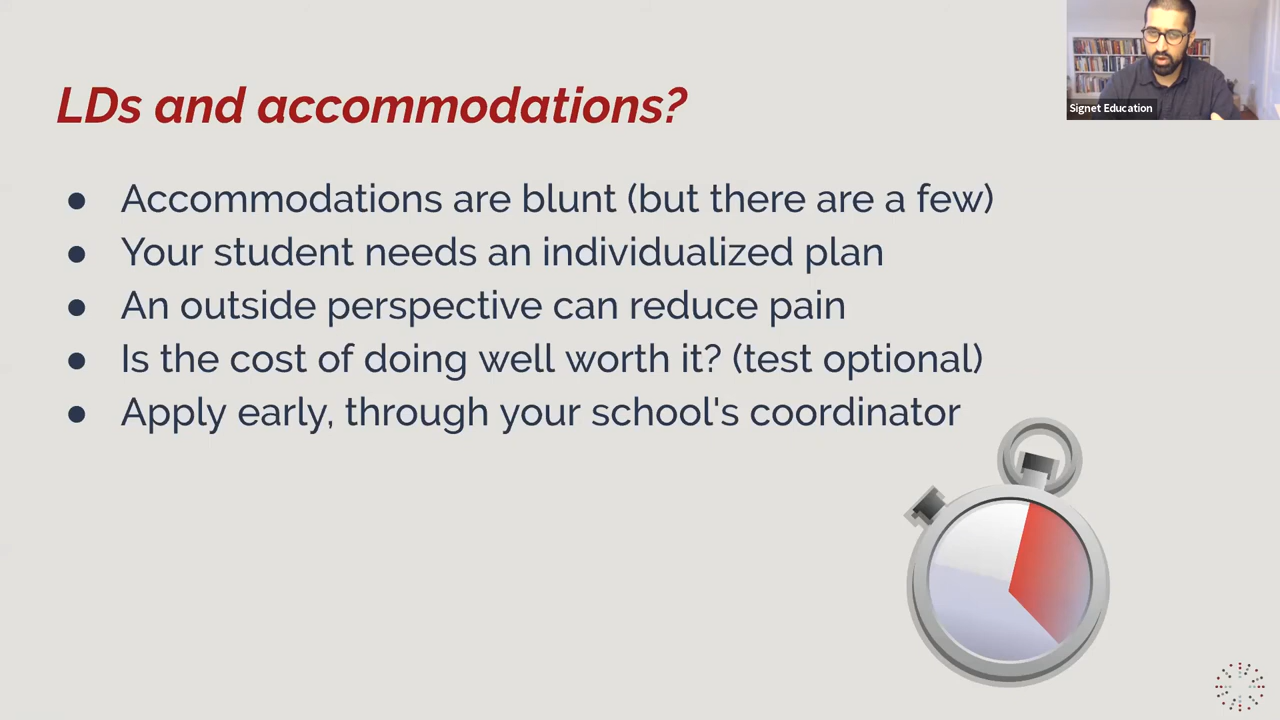 LDs and accommodations?
● Accommodations are blunt (but there are a few)
● Your student needs an individualized plan
● An outside perspective can reduce pain
● Is the cost of doing well worth it? (test optional)
● Apply early, through your school's coordinator
Signet Education